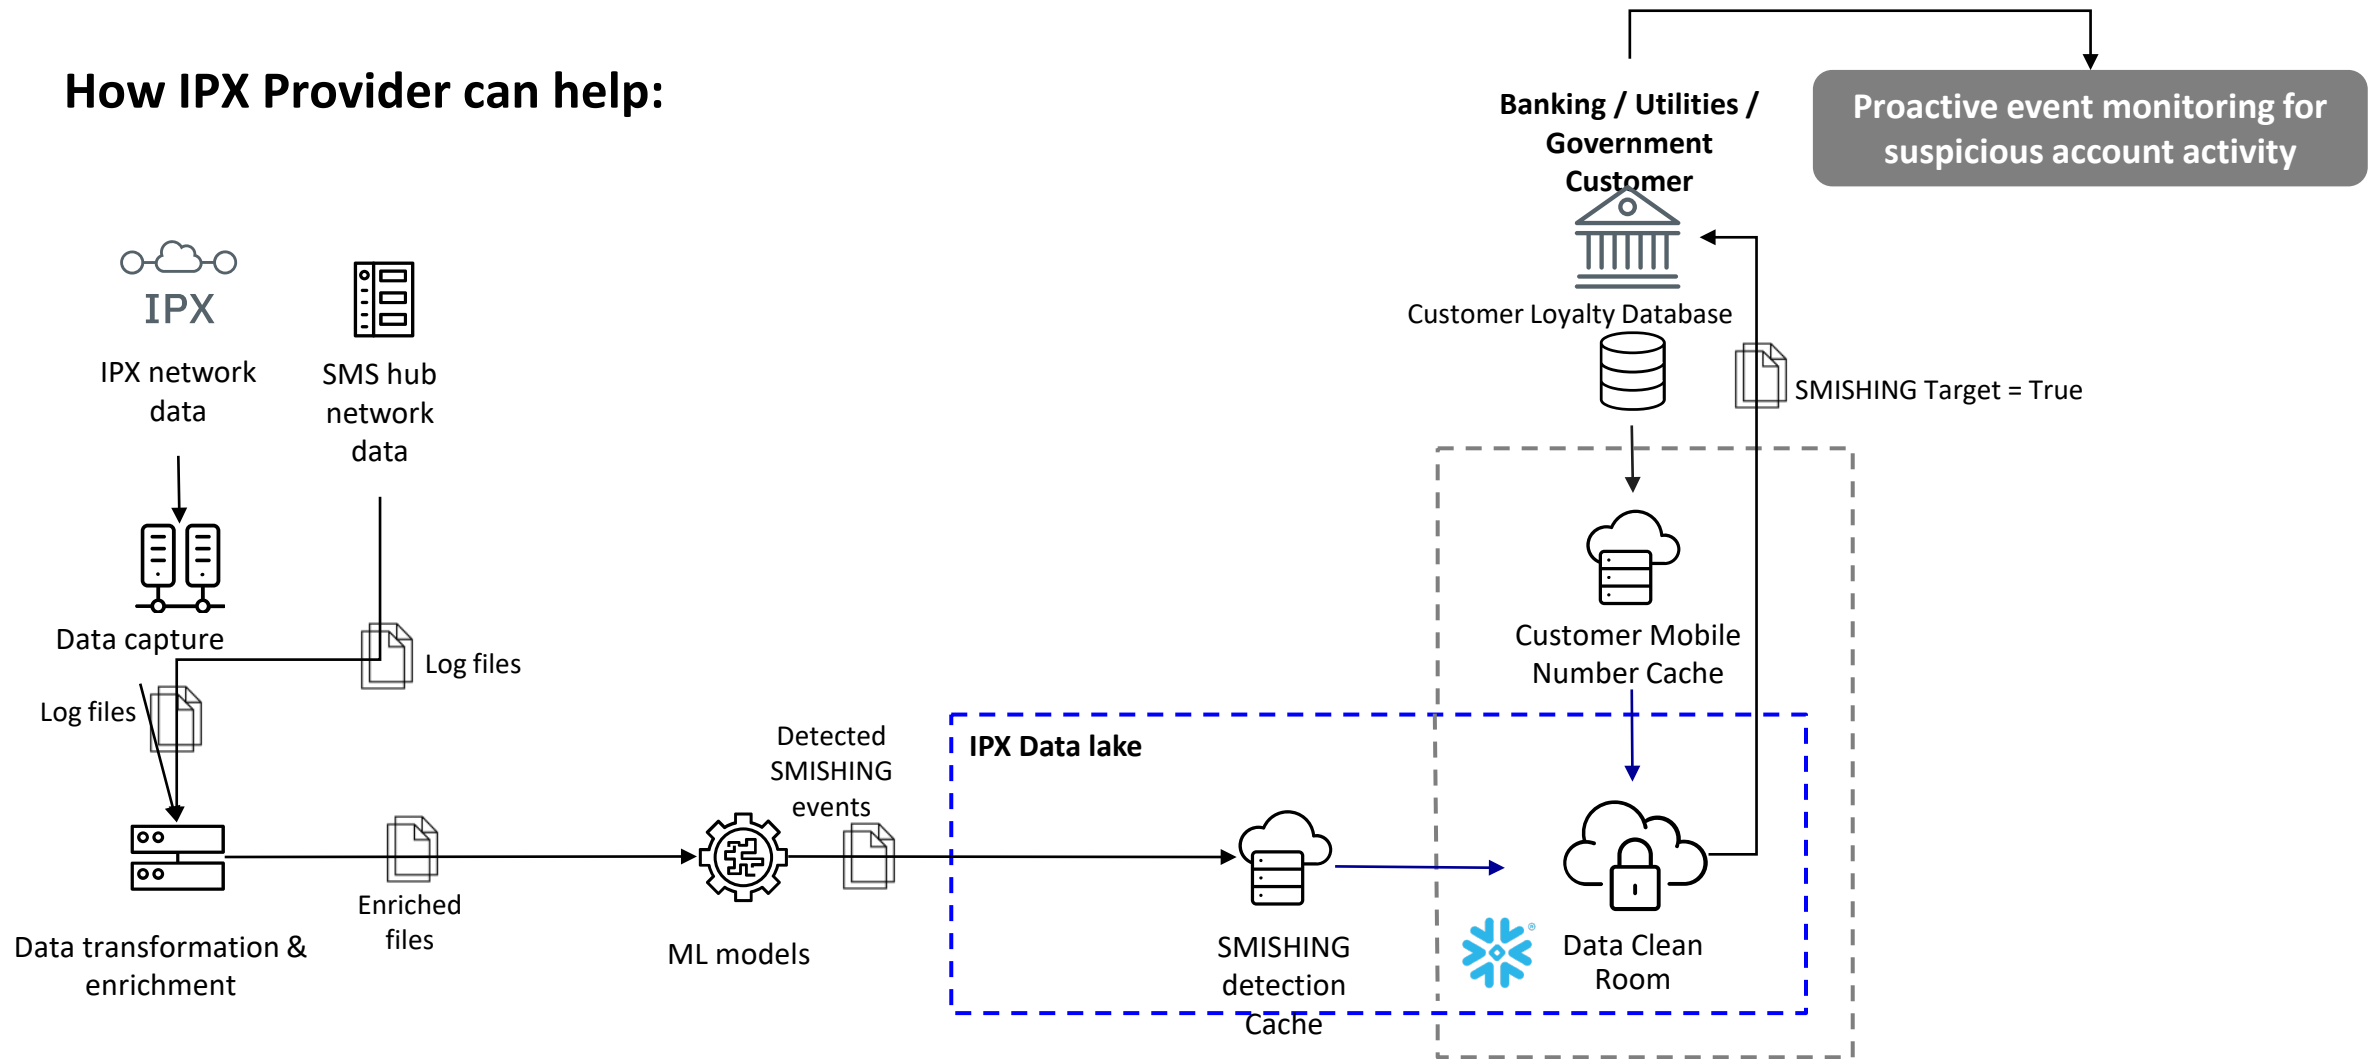 How IPX Provider can help:
Banking / Utilities /
Government
Customer
Proactive event monitoring for
suspicious account activity
IPX
IPX network
data
SMS hub
network
data
Customer Loyalty Database
SMISHING Target = True
Data capture
Log files
Log files
Customer Mobile
Number Cache
Detected
SMISHING
events
IPX Data lake
Enriched
files
Data transformation &
enrichment
ML models
SMISHING
detection
Cache
®
Data Clean
Room